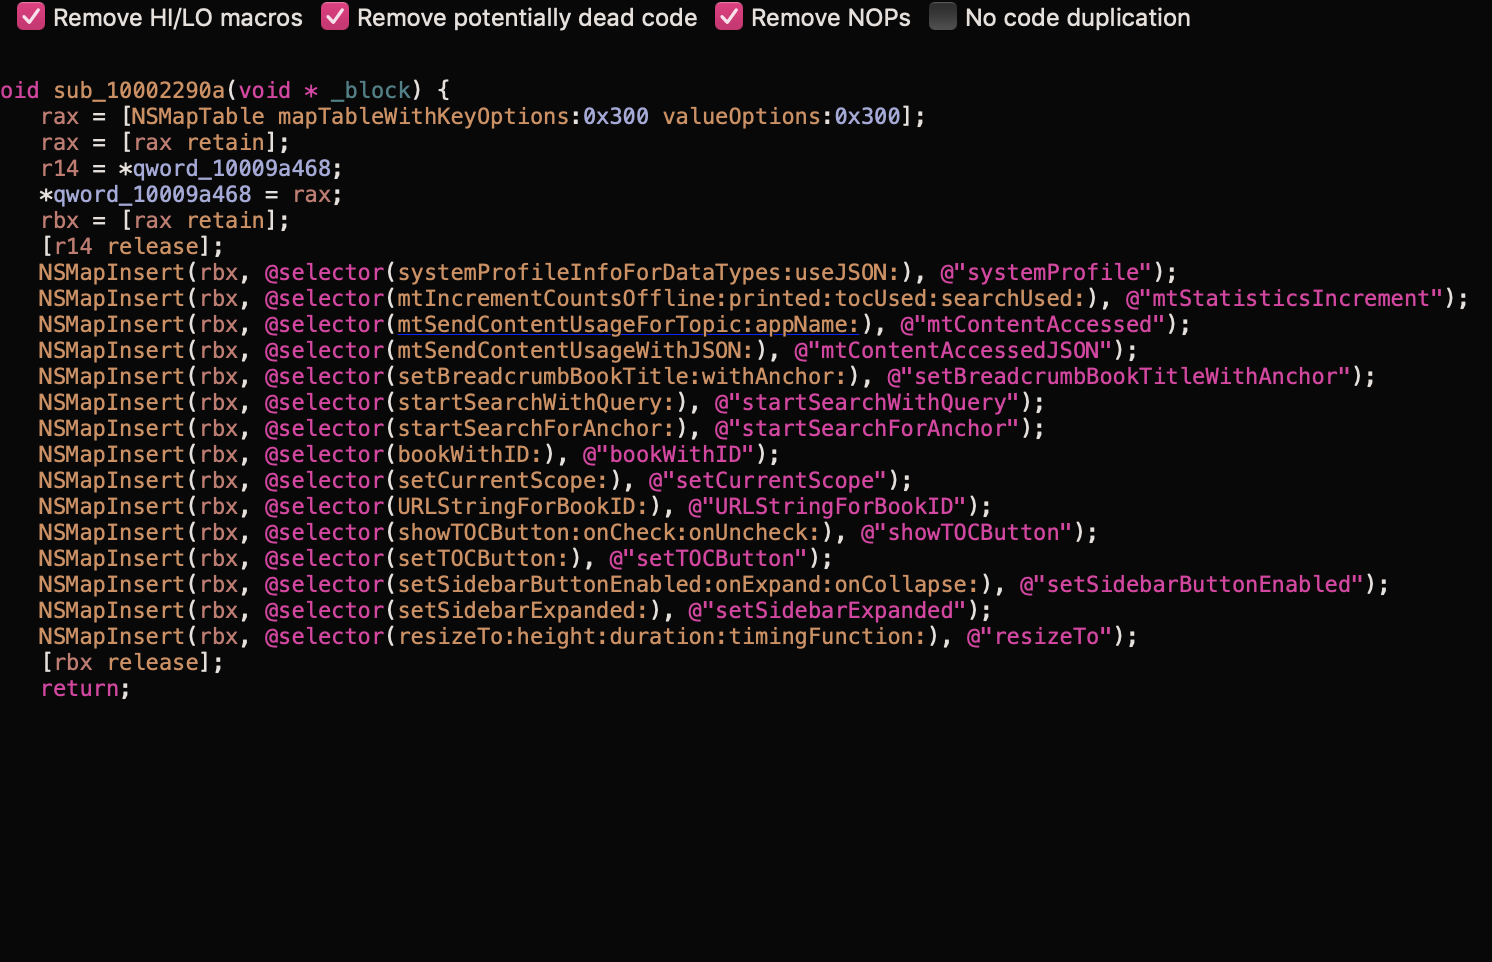 Remove HI/LO macros Remove potentially dead code Remove NOPs No code duplication
oid sub_10002290a(void * _block) {
rax = [NSMapTable mapTableWithKeyOptions:0x300 valueOptions:0x300];
rax = [rax retain];
r14 = *qword_10009a468;
*qword_10009a468 = rax;
rbx = [rax retain];
[r14 release];
NSMapInsert(rbx, @selector(systemProfileInfoForDataTypes:useJSON:), @"systemProfile");
NSMapInsert(rbx, @selector(mtIncrementCountsOffline:printed:tocUsed:searchUsed:), @"mtStatisticsIncrement");
NSMapInsert(rbx, @selector(mtSendContentUsageForTopic:appName:), @"mtContentAccessed");
NSMapInsert(rbx, @selector(mtSendContentUsageWithJSON:), @"mtContentAccessedJSON");
NSMapInsert(rbx, @selector(setBreadcrumbBookTitle:withAnchor:), @"setBreadcrumbBookTitleWithAnchor");
NSMapInsert(rbx, @selector(startSearchWithQuery:), @"startSearchWithQuery");
NSMapInsert(rbx, @selector(startSearchForAnchor:), @"startSearchForAnchor");
NSMapInsert(rbx, @selector(bookWithID:), @"bookWithID");
NSMapInsert(rbx, @selector(setCurrentScope:), @"setCurrentScope");
NSMapInsert(rbx, @selector(URLStringForBookID:), @"URLStringForBookID");
NSMapInsert(rbx, @selector(showTOCButton:onCheck:onUncheck:), @"showTOCButton");
NSMapInsert(rbx, @selector(setTOCButton:), @"setTOCButton");
NSMapInsert(rbx, @selector(setSidebarButtonEnabled:onExpand:onCollapse:), @"setSidebarButtonEnabled");
NSMapInsert(rbx, @selector(setSidebarExpanded:), @"setSidebarExpanded");
NSMapInsert(rbx, @selector(resizeTo:height:duration:timingFunction:), @"resizeTo");
[rbx release];
return;